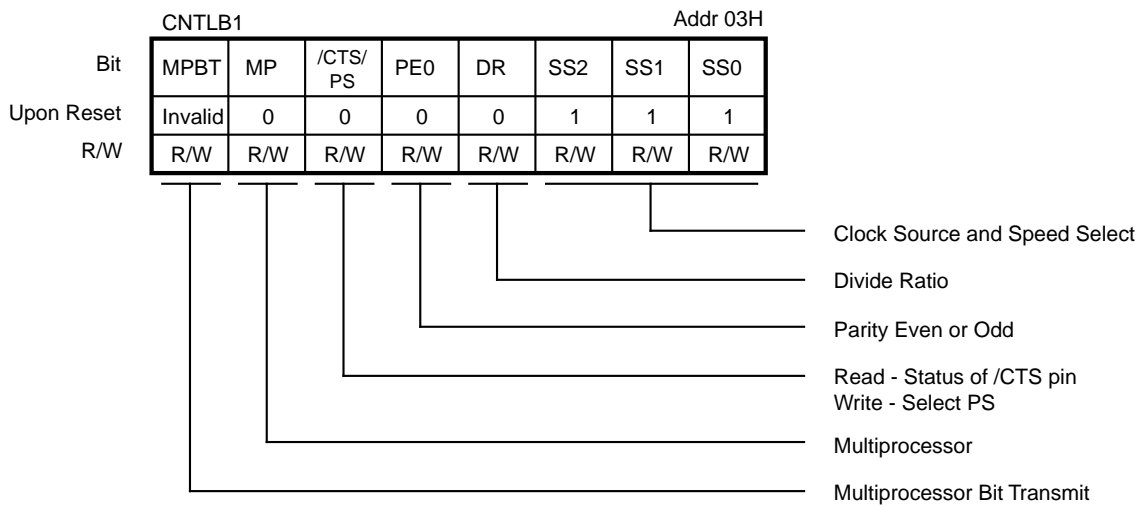 CNTLB1 Addr 03H
Bit MPBT MP /CTS/ PS PE0 DR SS2 SS1 SS0
Upon Reset Invalid 0 0 0 0 1 1 1
R/W R/W R/W R/W R/W R/W R/W R/W R/W
Clock Source and Speed Select
Divide Ratio
Parity Even or Odd
Read - Status of /CTS pin
Write - Select PS
Multiprocessor
Multiprocessor Bit Transmit